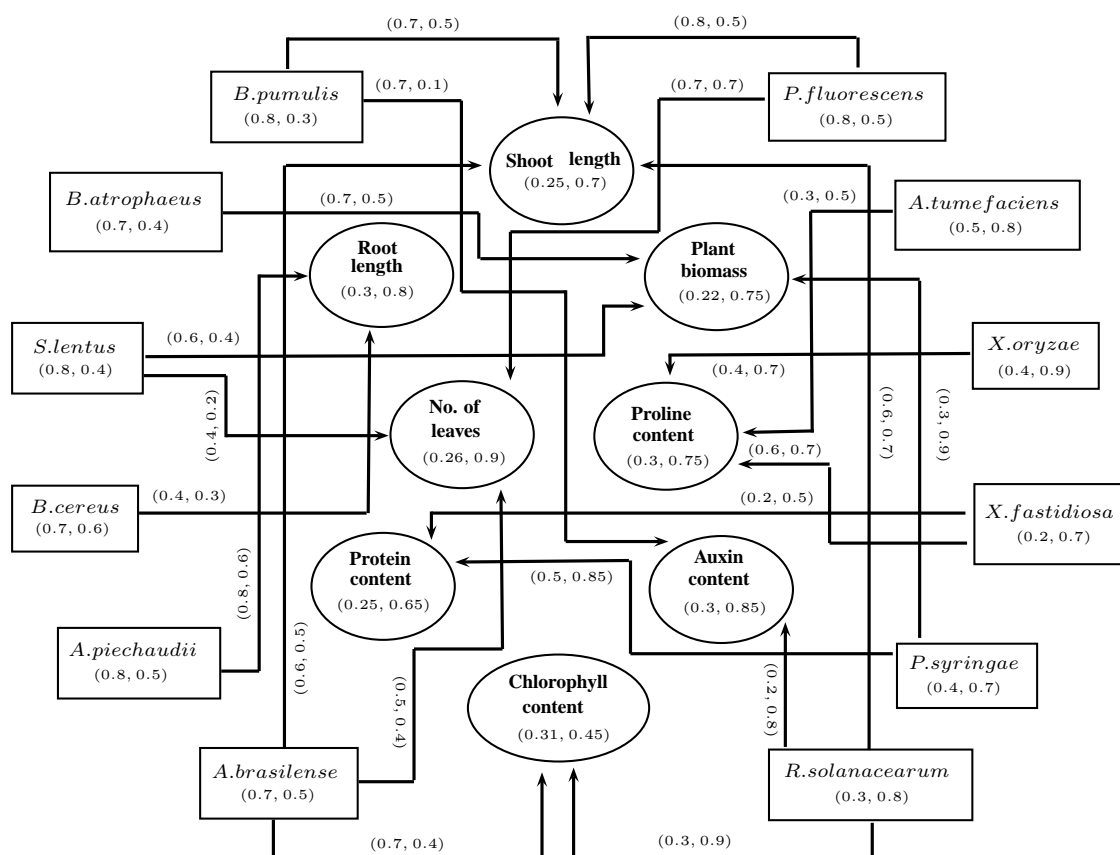 (0.7, 0.5)
(0.8, 0.5)
B.pumulis
(0.8, 0.3)
(0.7, 0.1)
(0.7, 0.7)
P.fluorescens
(0.8, 0.5)
Shoot length
(0.25, 0.7)
B.atrophaeus
(0.7, 0.4)
(0.7, 0.5)
(0.3, 0.5)
A.tumefaciens
(0.5, 0.8)
Root
length
(0.3, 0.8)
Plant
biomass
(0.22, 0.75)
S.lentus
(0.8, 0.4)
(0.6, 0.4)
(0.4, 0.7)
X.oryzae
(0.4, 0.9)
(0.4, 0.2)
No. of
leaves
(0.26, 0.9)
Proline
content
(0.3, 0.75)
(0.6, 0.7)
(0.6, 0.7)
(0.3, 0.9)
B.cereus
(0.7, 0.6)
(0.4, 0.3)
(0.2, 0.5)
X.fastidiosa
(0.2, 0.7)
(0.8, 0.6)
Protein
content
(0.25, 0.65)
(0.5, 0.85)
Auxin
content
(0.3, 0.85)
A.piechaudii
(0.8, 0.5)
(0.6, 0.5)
(0.5, 0.4)
Chlorophyll
content
(0.31, 0.45)
(0.2, 0.8)
P.syringae
(0.4, 0.7)
A.brasilense
(0.7, 0.5)
R.solanacearum
(0.3, 0.8)
(0.7, 0.4)
(0.3, 0.9)